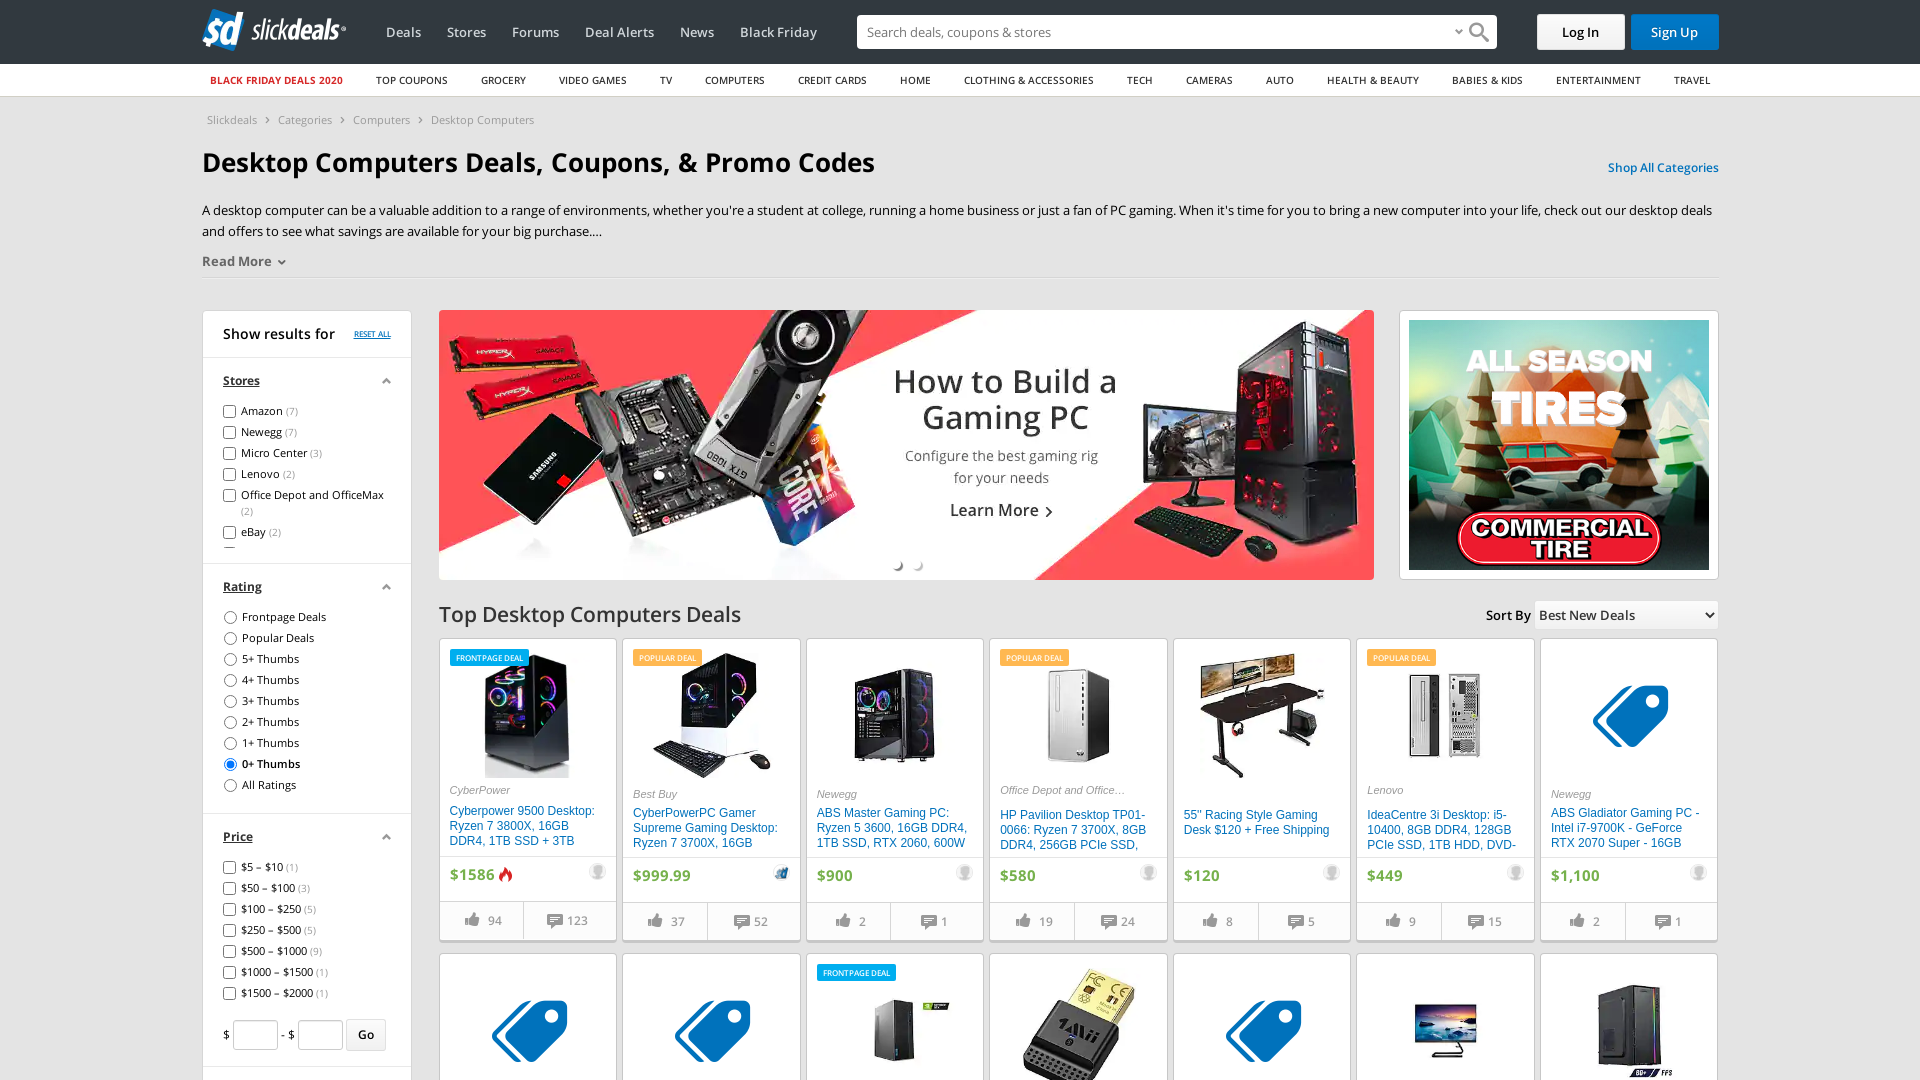 sd slickdeals
Deals
Stores
Forums
Deal Alerts
News
Black Friday
Search deals, coupons & stores
Log In
Sign Up
BLACK FRIDAY DEALS 2020
TOP COUPONS
GROCERY
VIDEO GAMES
TV
COMPUTERS
CREDIT CARDS
HOME
CLOTHING & ACCESSORIES
TECH
CAMERAS
AUTO
HEALTH & BEAUTY
BABIES & KIDS
ENTERTAINMENT
TRAVEL
Slickdeals
Categories
Computers
Desktop Computers
Desktop Computers Deals, Coupons, & Promo Codes
Shop All Categories
A desktop computer can be a valuable addition to a range of environments, whether you're a student at college, running a home business or just a fan of PC gaming. When it's time for you to bring a new computer into your life, check out our desktop deals
and offers to see what savings are available for your big purchase....
Read More
Show results for
RESET ALL
Stores
Amazon (7)
Newegg (7)
Micro Center (3)
Lenovo (2)
Office Depot and OfficeMax
(2)
eBay (2)
Rating
Frontpage Deals
Popular Deals
5+ Thumbs
4+ Thumbs
3+ Thumbs
2+ Thumbs
1+ Thumbs
0+ Thumbs
All Ratings
Price
$5 – $10 (1)
$50 – $100 (3)
$100 – $250 (5)
$250 – $500 (5)
$500 – $1000 (9)
$1000 – $1500 (1)
$1500 – $2000 (1)
$ - $ Go
HYPERX SAVAGE
HYPERX SAVAGE
SAMSUNG
GTX 1080
CORE i7
How to Build a
Gaming PC
Configure the best gaming rig
for your needs
Learn More
ALL SEASON
TIRES
COMMERCIAL
TIRE
Top Desktop Computers Deals
Sort By Best New Deals
FRONTPAGE DEAL
CyberPower
Cyberpower 9500 Desktop:
Ryzen 7 3800X, 16GB
DDR4, 1TB SSD + 3TB
$1586
94
123
POPULAR DEAL
Best Buy
CyberPowerPC Gamer
Supreme Gaming Desktop:
Ryzen 7 3700X, 16GB
$999.99
37
52
Newegg
ABS Master Gaming PC:
Ryzen 5 3600, 16GB DDR4,
1TB SSD, RTX 2060, 600W
$900
2
1
POPULAR DEAL
Office Depot and Office…
HP Pavilion Desktop TP01-
0066: Ryzen 7 3700X, 8GB
DDR4, 256GB PCIe SSD,
$580
19
24
55" Racing Style Gaming
Desk $120 + Free Shipping
$120
8
5
POPULAR DEAL
Lenovo
IdeaCentre 3i Desktop: i5-
10400, 8GB DDR4, 128GB
PCIe SSD, 1TB HDD, DVD-
$449
9
15
Newegg
ABS Gladiator Gaming PC -
Intel i7-9700K - GeForce
RTX 2070 Super - 16GB
$1,100
2
1
FRONTPAGE DEAL
FC CE
1Mii
80+ FPS